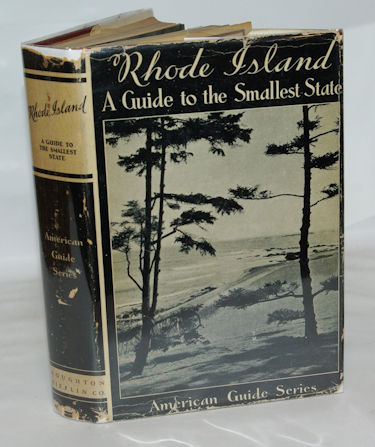 Rhode Island
A GUIDE TO
THE SMALLEST
STATE
American
Guide
Series
HOUGHTON
MIFFLIN CO.
Rhode Island
A Guide to the Smallest State
American Guide Series